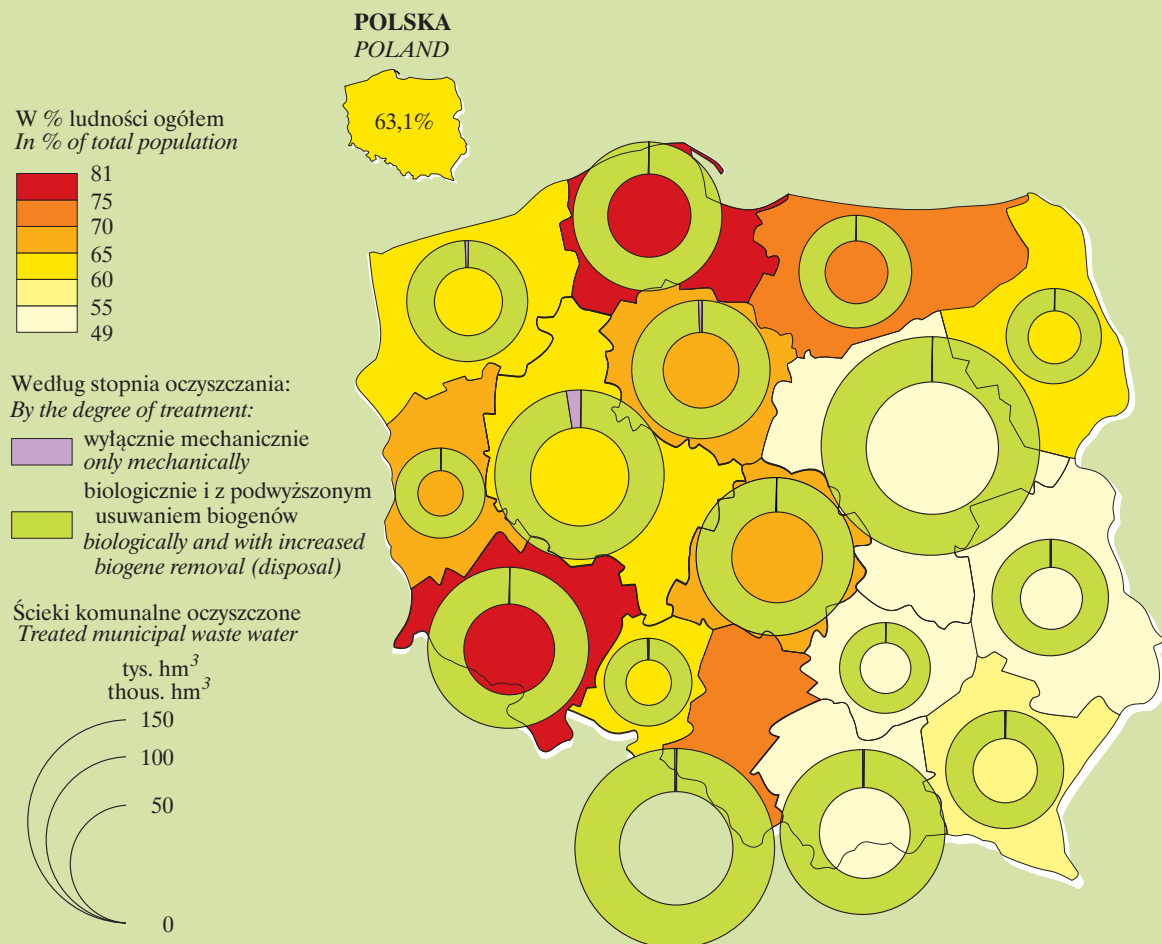 POLSKA
POLAND
63,1%
W % ludności ogółem
In % of total population
81
75
70
65
60
55
49
Według stopnia oczyszczania:
By the degree of treatment:
wyłącznie mechanicznie
only mechanically
biologicznie i z podwyższonym
usuwaniem biogenów
biologically and with increased
biogene removal (disposal)
Ścieki komunalne oczyszczone
Treated municipal waste water
tys. hm³
thous. hm³
150
100
50
0